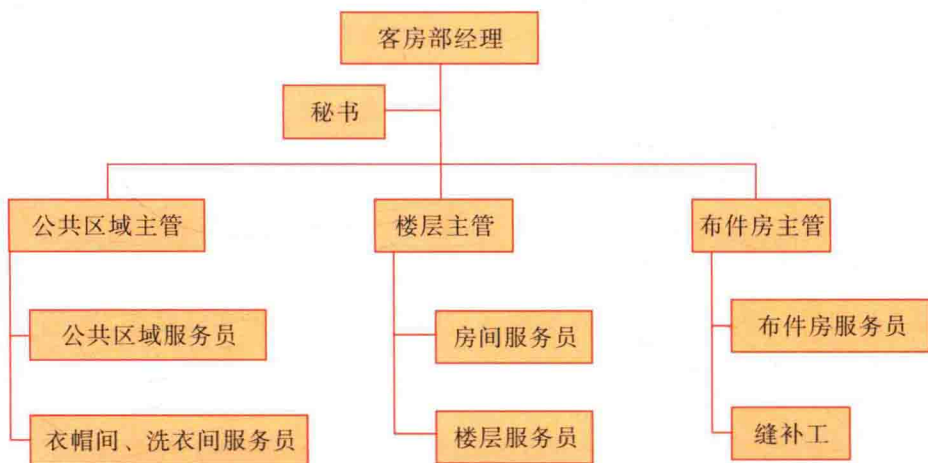 客房部经理
秘书
公共区域主管
楼层主管
布件房主管
公共区域服务员
房间服务员
布件房服务员
衣帽间、洗衣间服务员
楼层服务员
缝补工